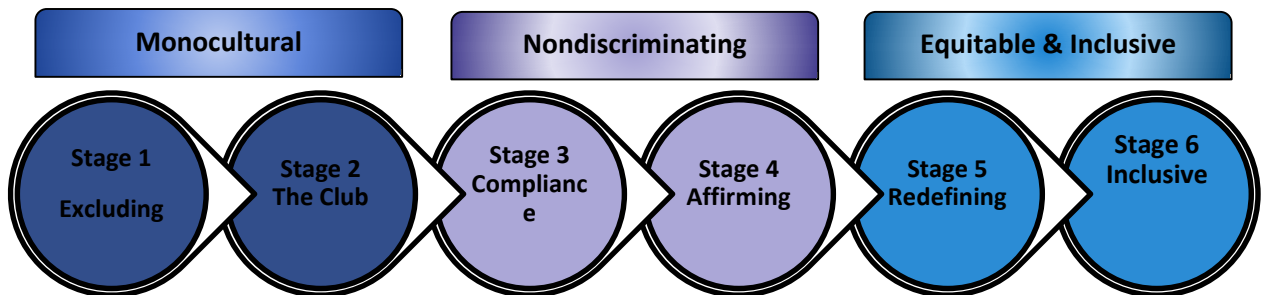 Monocultural
Nondiscriminating
Equitable & Inclusive
Stage 1
Excluding
Stage 2
The Club
Stage 3
Complianc
e
Stage 4
Affirming
Stage 5
Redefining
Stage 6
Inclusive